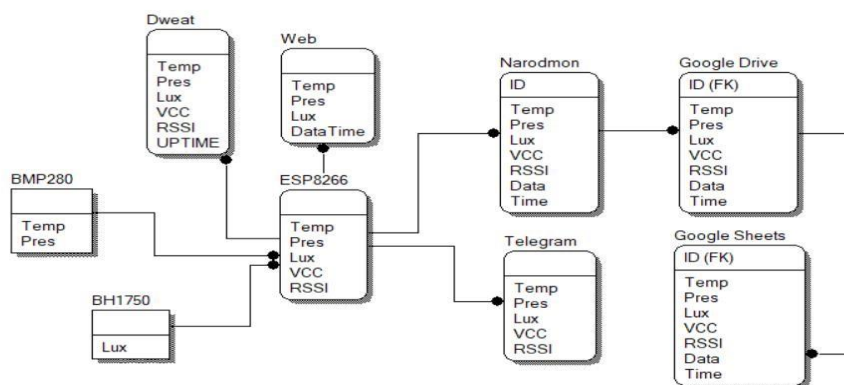 Dweat
Temp
Pres
Lux
VCC
RSSI
UPTIME
Web
Temp
Pres
Lux
DataTime
Narodmon
ID
Temp
Pres
Lux
VCC
RSSI
Data
Time
Google Drive
ID (FK)
Temp
Pres
Lux
VCC
RSSI
Data
Time
BMP280
Temp
Pres
ESP8266
Temp
Pres
Lux
VCC
RSSI
BH1750
Lux
Telegram
Temp
Pres
Lux
VCC
RSSI
Google Sheets
ID (FK)
Temp
Pres
Lux
VCC
RSSI
Data
Time